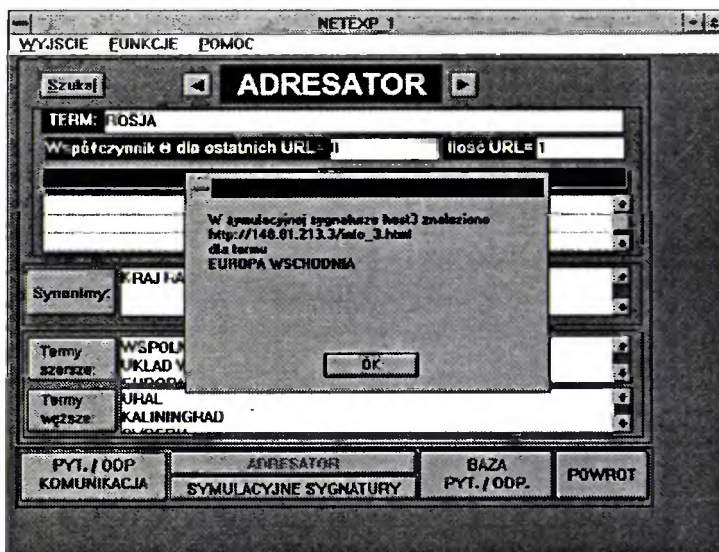 NETEXP_1
WYJSCIE FUNKCJE POMOC
Szukaj ADRESATOR
TERM: ROSJA
Współczynnik Θ dla ostatnich URL= Ilość URL= 1
W symulacyjnej sygnaturze host3 znaleziono
http://148.81.213.3/info_3.html
dla termu
EUROPA WSCHODNIA
OK
Synonimy: KRAJ
Termy szersze:
UKLAD
EUROPA
Termy węższe:
URAL
KALININGRAD
PYT. / ODP KOMUNIKACJA
ADRESATOR
SYMULACYJNE SYGNATURY
BAZA PYT. / ODP.
POWROT